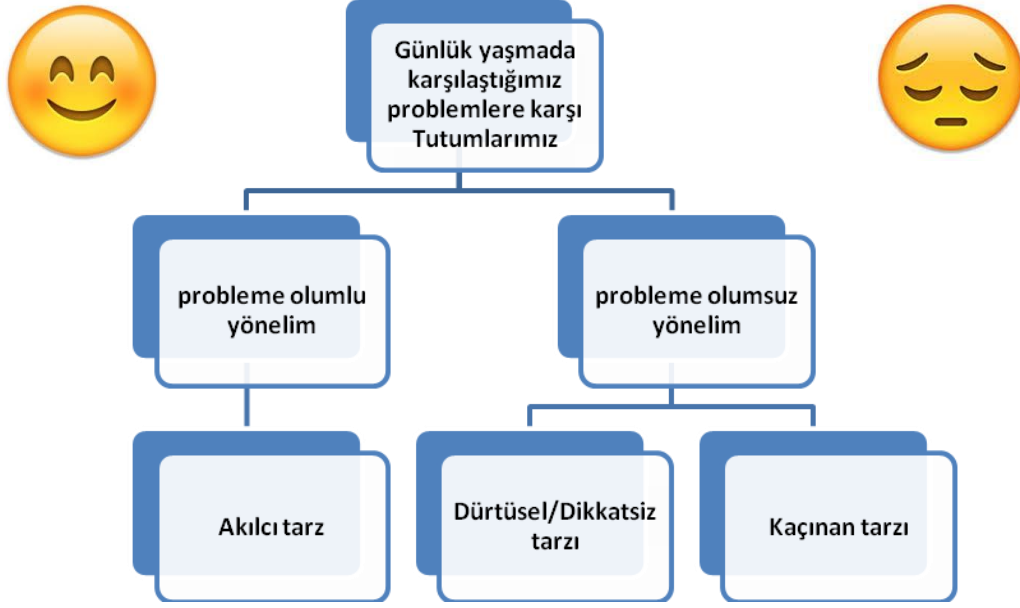 Günlük yaşmada
karşılaştığımız
problemlere karşı
Tutumlarımız
probleme olumlu
yönelim
probleme olumsuz
yönelim
Akılcı tarz
Dürtüsel/Dikkatsiz
tarzı
Kaçınan tarzı